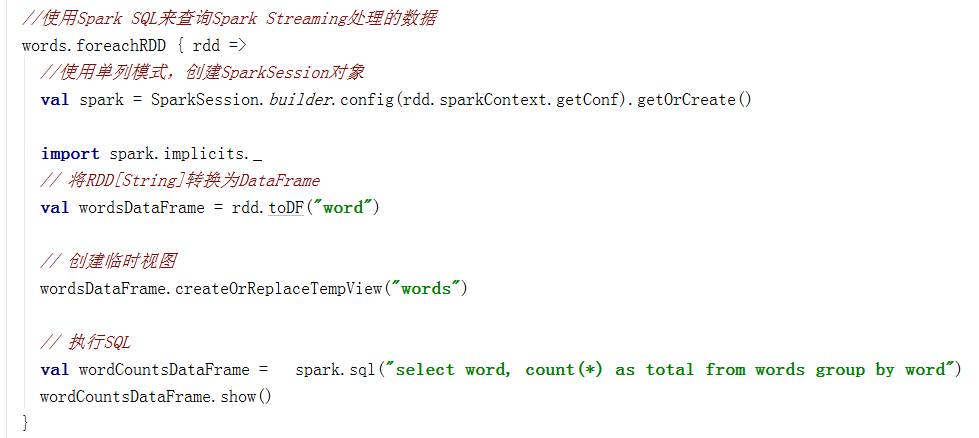 //使用Spark SQL来查询Spark Streaming处理的数据
words.foreachRDD { rdd =>
//使用单列模式，创建SparkSession对象
val spark = SparkSession.builder.config(rdd.sparkContext.getConf).getOrCreate()
import spark.implicits._
// 将RDD[String]转换为DataFrame
val wordsDataFrame = rdd.toDF("word")
// 创建临时视图
wordsDataFrame.createOrReplaceTempView("words")
// 执行SQL
val wordCountsDataFrame =   spark.sql("select word, count(*) as total from words group by word")
wordCountsDataFrame.show()
}